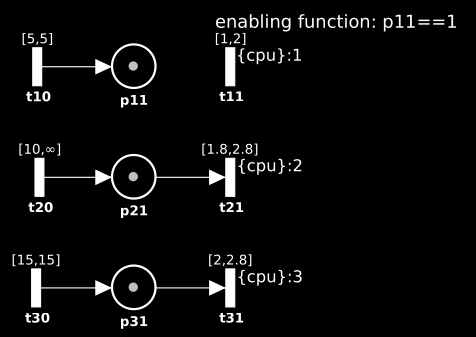 enabling function: p11==1
[5,5]
[1,2]
{cpu}:1
t10
p11
t11
[10,∞]
[1.8,2.8]
{cpu}:2
t20
p21
t21
[15,15]
[2,2.8]
{cpu}:3
t30
p31
t31